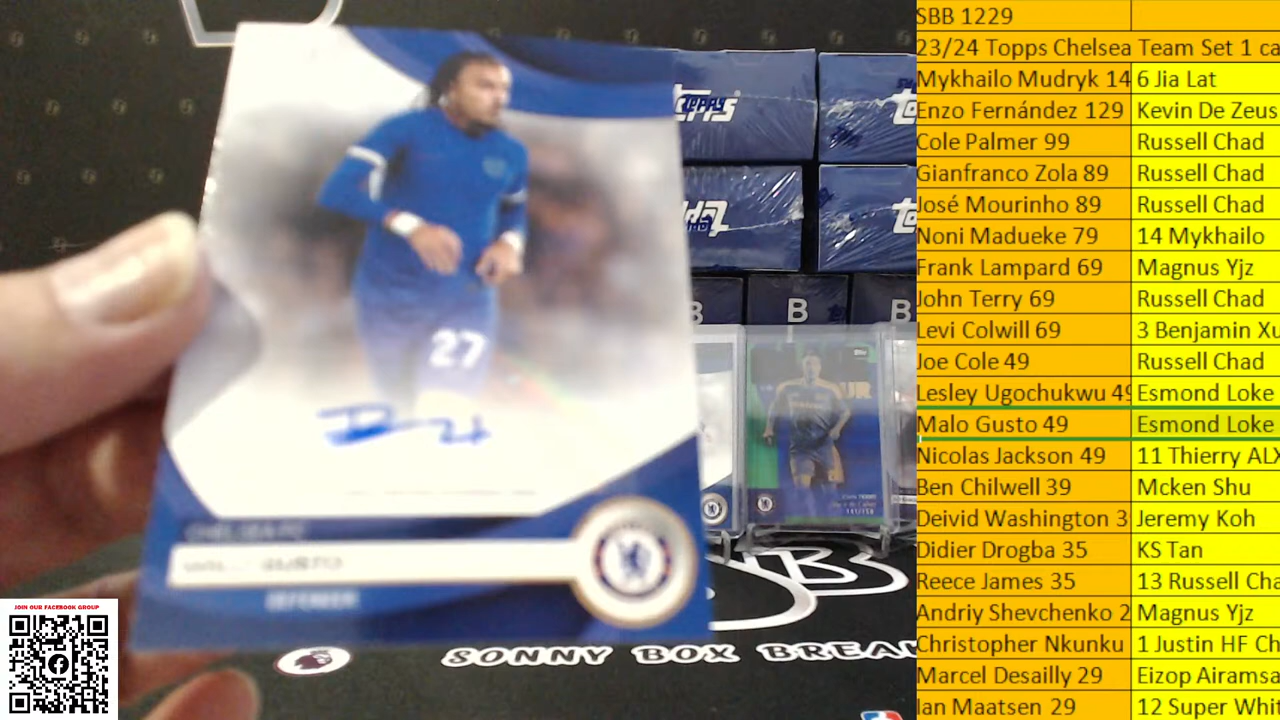 SBB 1229
23/24 Topps Chelsea Team Set 1 ca
Mykhailo Mudryk 14 6 Jia Lat
Enzo Fernández 129 Kevin De Zeus
Cole Palmer 99 Russell Chad
Gianfranco Zola 89 Russell Chad
José Mourinho 89 Russell Chad
Noni Madueke 79 14 Mykhailo
Frank Lampard 69 Magnus Yjz
John Terry 69 Russell Chad
Levi Colwill 69 3 Benjamin Xu
Joe Cole 49 Russell Chad
Lesley Ugochukwu 49 Esmond Loke
Malo Gusto 49 Esmond Loke
Nicolas Jackson 49 11 Thierry ALX
Ben Chilwell 39 Mcken Shu
Deivid Washington 3 Jeremy Koh
Didier Drogba 35 KS Tan
Reece James 35 13 Russell Cha
Andriy Shevchenko 2 Magnus Yjz
Christopher Nkunku 1 Justin HF Ch
Marcel Desailly 29 Eizop Airamsa
Ian Maatsen 29 12 Super Whit
27
CHELSEA FC
GUSTO
DEFENDER
B
SONNY BOX BREA
JOIN OUR FACEBOOK GROUP